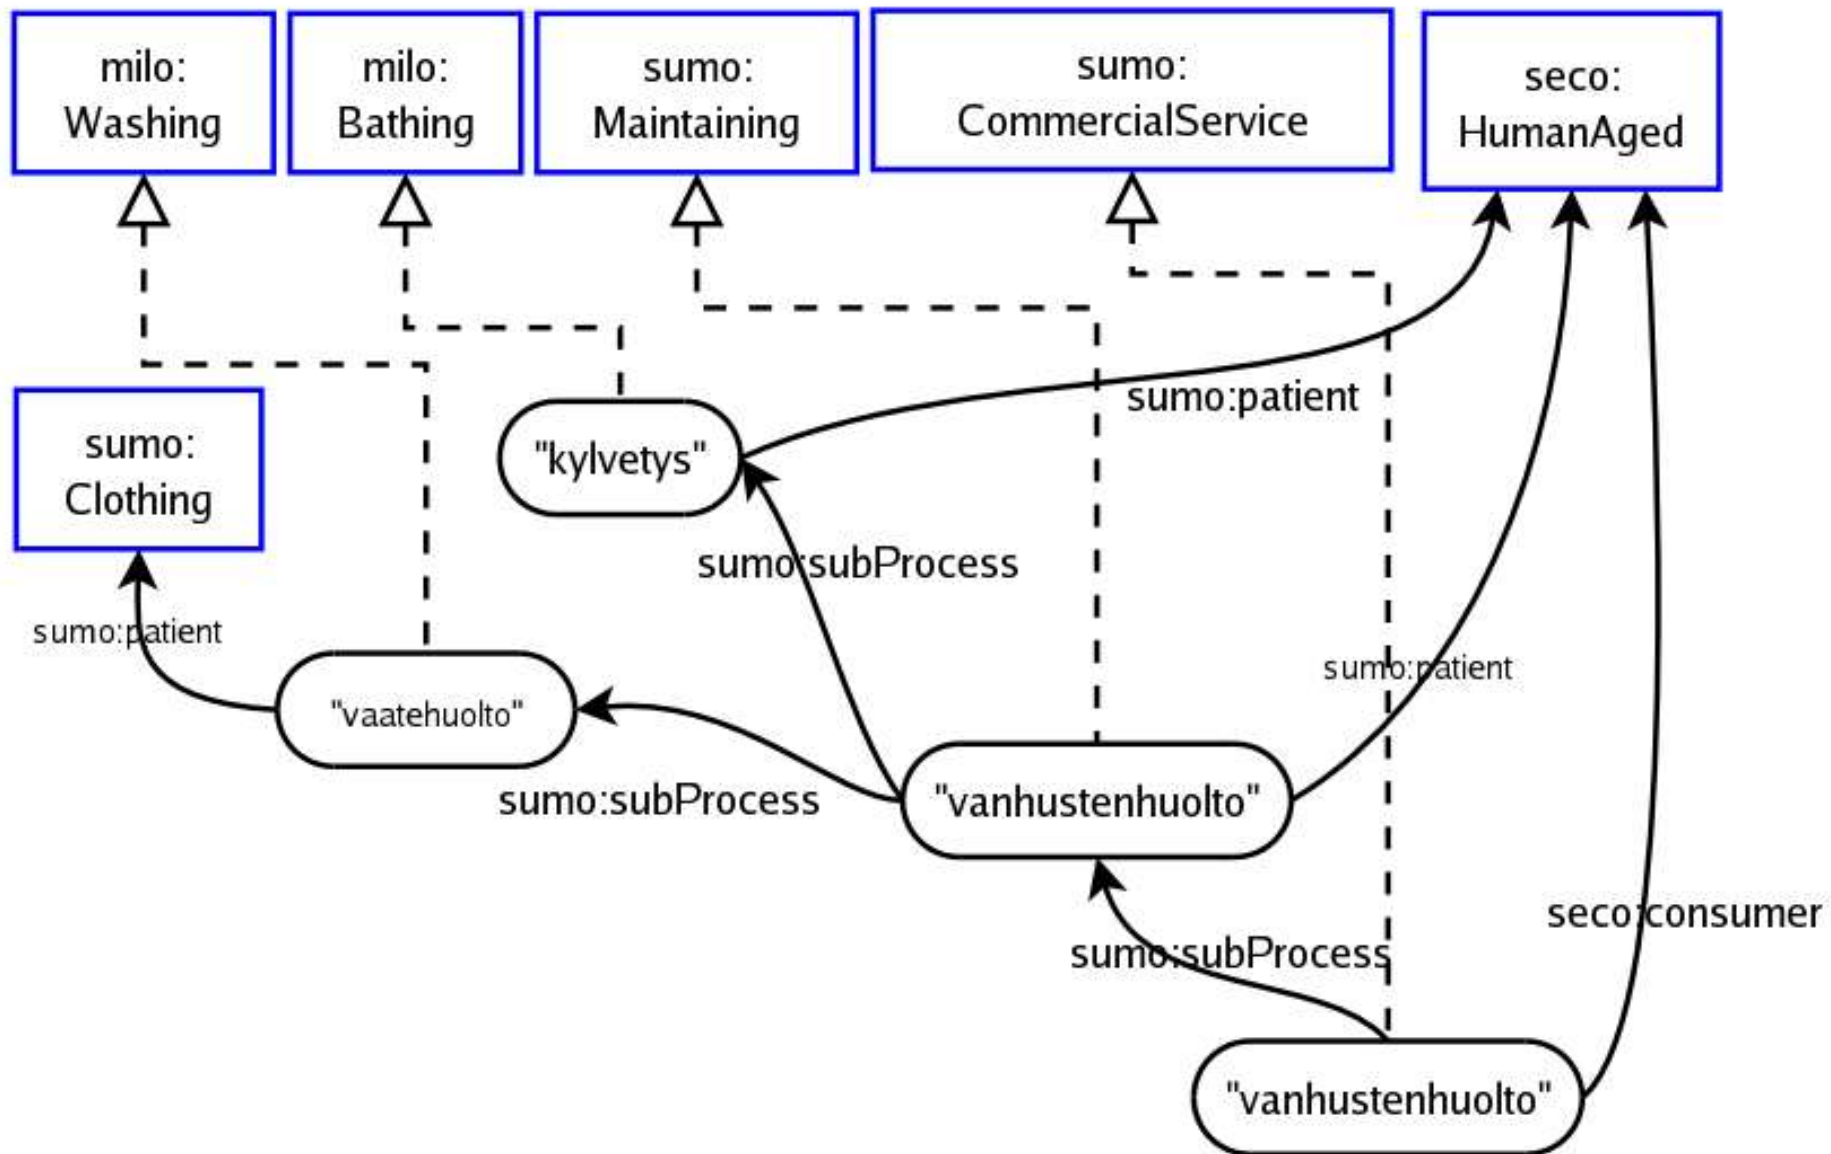 milo:
Washing
milo:
Bathing
sumo:
Maintaining
sumo:
CommercialService
seco:
HumanAged
sumo:patient
sumo:
Clothing
"kylvetys"
sumo:subProcess
sumo:patient
sumo:patient
"vaatehuolto"
sumo:subProcess
"vanhustenhuolto"
seco:consumer
sumo:subProcess
"vanhustenhuolto"